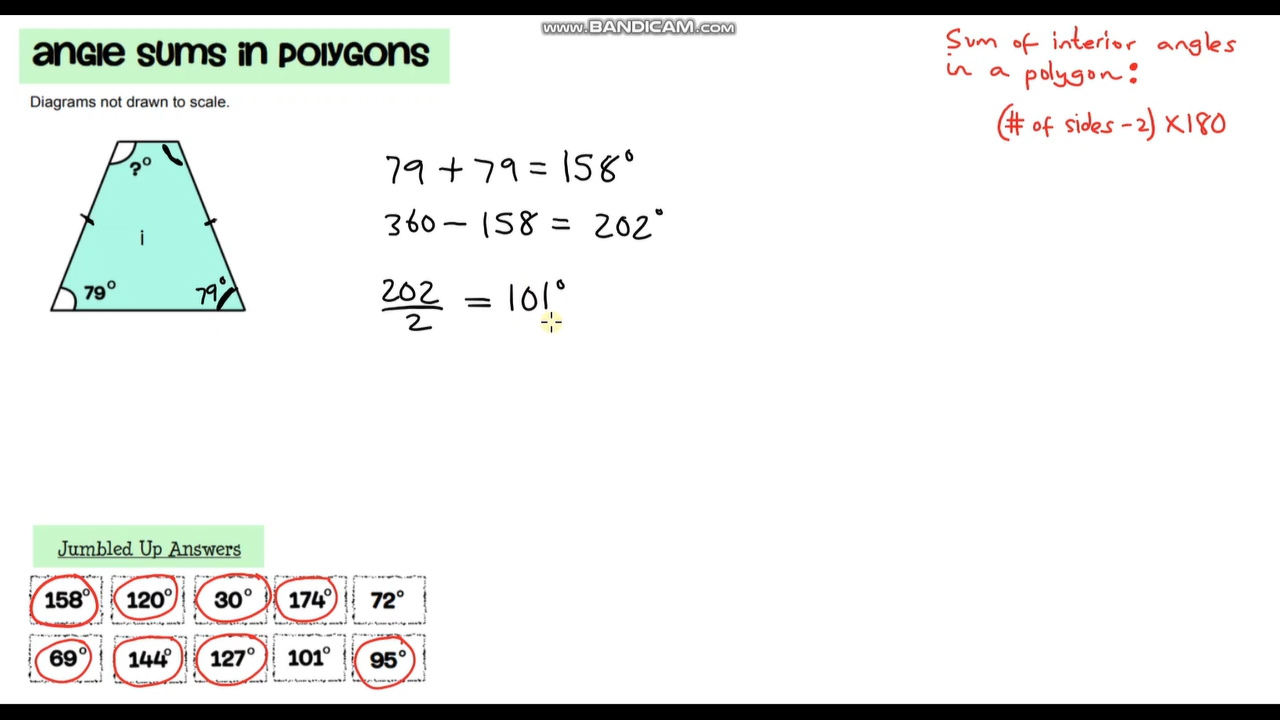 www.BANDICAM.com
Angle Sums in Polygons
Sum of interior angles
in a polygon:
(# of sides - 2) × 180
Diagrams not drawn to scale.
?°
i
79°
79°
79 + 79 = 158°
360 - 158 = 202°
202/2 = 101°
Jumbled Up Answers
158° 120° 30° 174° 72°
69° 144° 127° 101° 95°